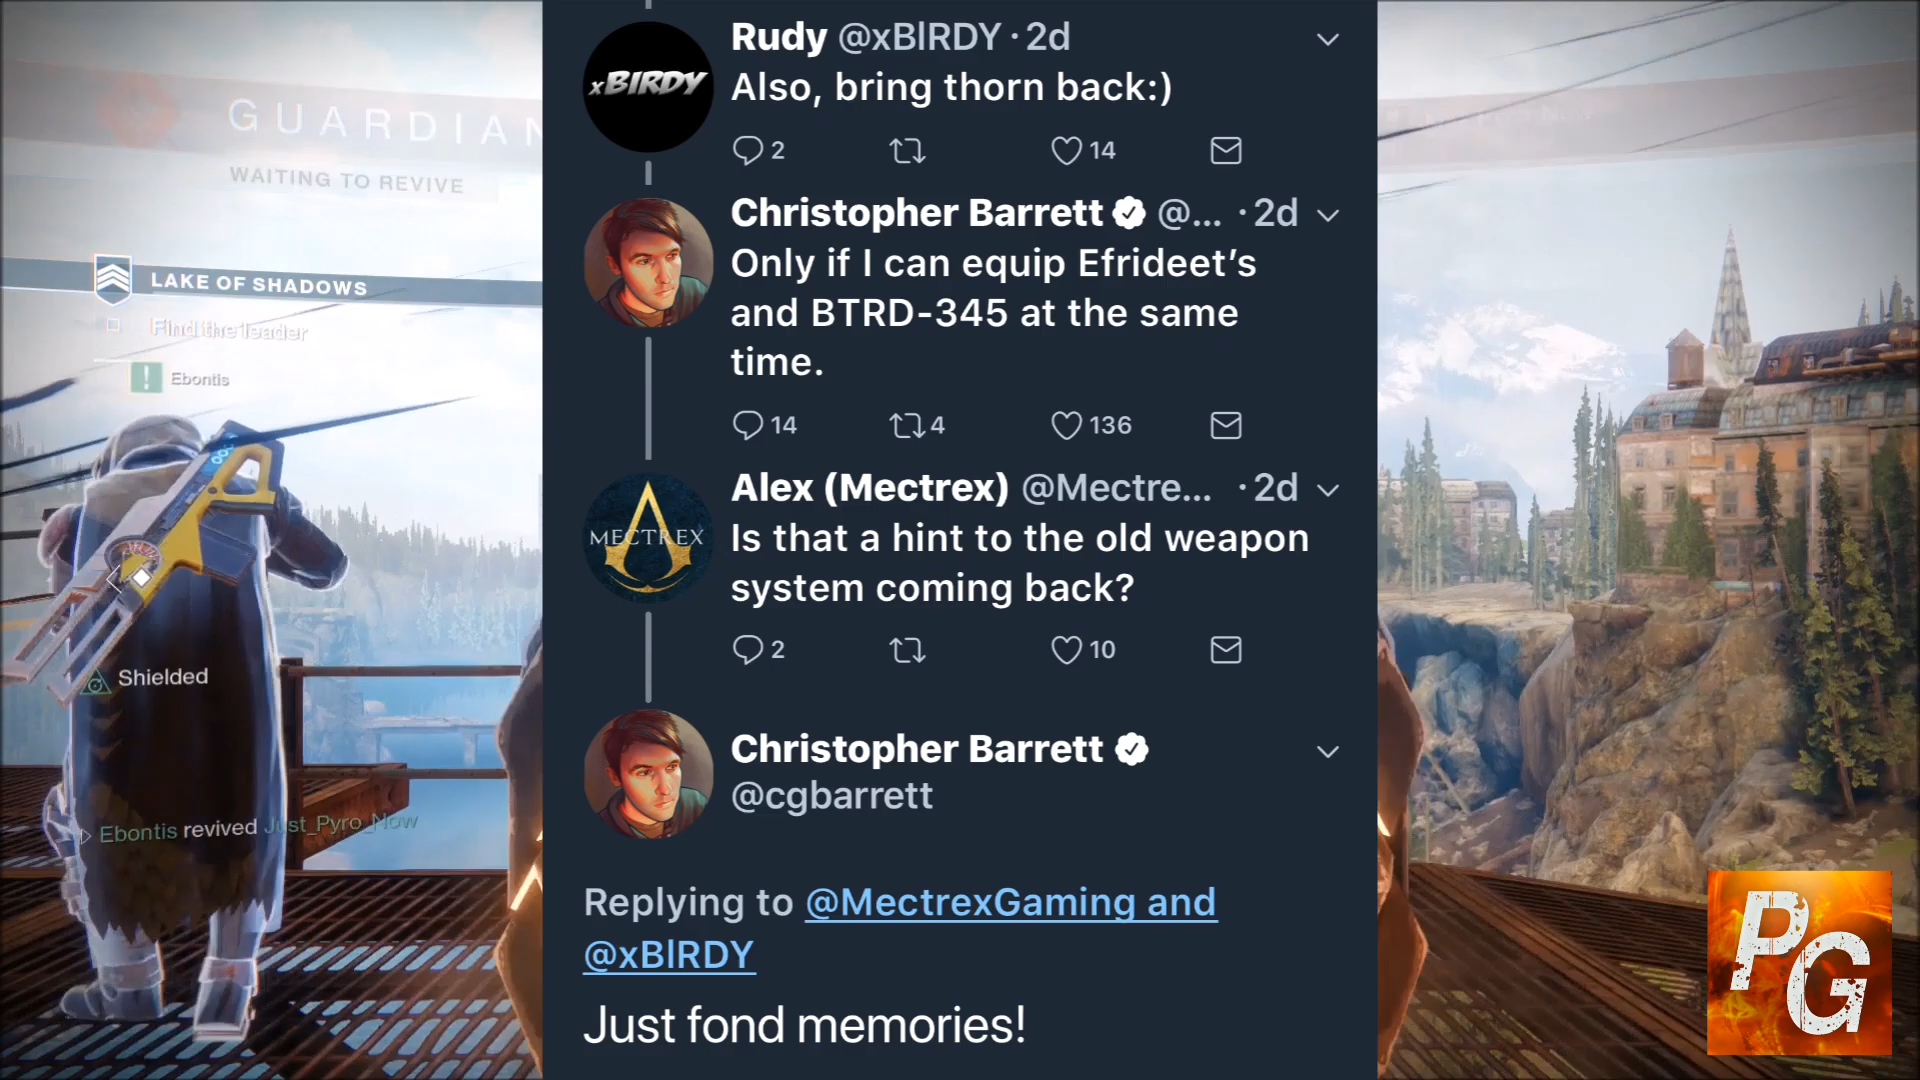 GUARDIAN
WAITING TO REVIVE
LAKE OF SHADOWS
Find the leader
Ebontis
Shielded
Ebontis revived Just_Pyro_Now
xBIRDY
Rudy @xBlRDY · 2d
Also, bring thorn back:)
2 14
Christopher Barrett @... · 2d
Only if I can equip Efrideet’s
and BTRD-345 at the same
time.
14 4 136
MECTREX
Alex (Mectrex) @Mectre... · 2d
Is that a hint to the old weapon
system coming back?
2 10
Christopher Barrett
@cgbarrett
Replying to @MectrexGaming and
@xBlRDY
Just fond memories!
PG